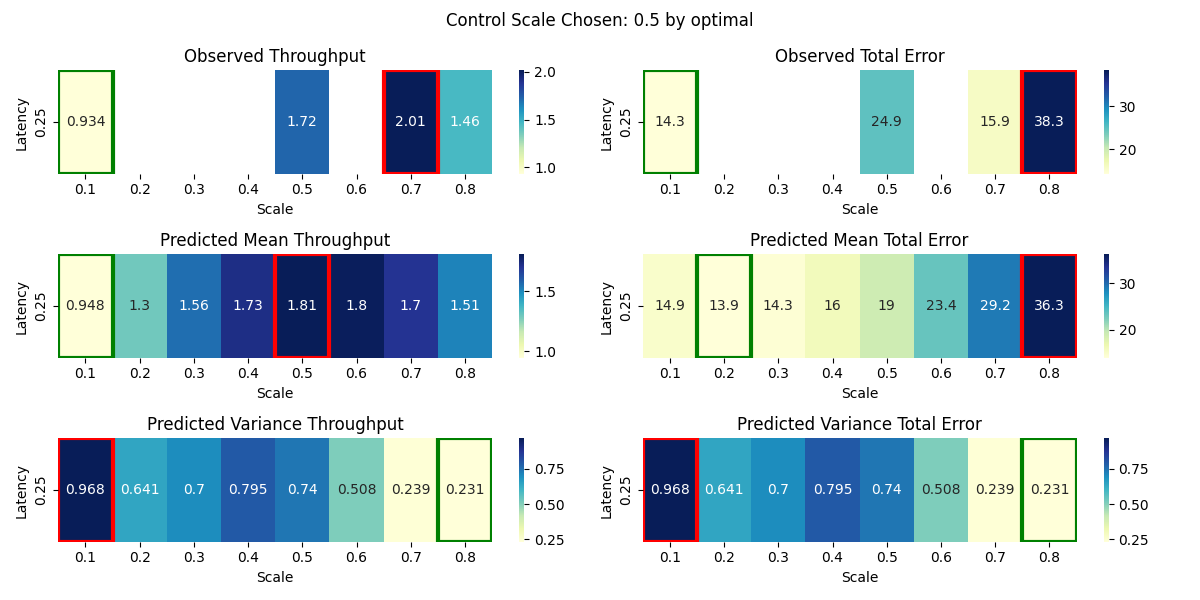 Control Scale Chosen: 0.5 by optimal
Observed Throughput
Latency
0.25
0.934
1.72
2.01
1.46
0.1 0.2 0.3 0.4 0.5 0.6 0.7 0.8
Scale
2.0
1.5
1.0
Observed Total Error
Latency
0.25
14.3
24.9
15.9
38.3
0.1 0.2 0.3 0.4 0.5 0.6 0.7 0.8
Scale
30
20
Predicted Mean Throughput
Latency
0.25
0.948 1.3 1.56 1.73 1.81 1.8 1.7 1.51
0.1 0.2 0.3 0.4 0.5 0.6 0.7 0.8
Scale
1.5
1.0
Predicted Mean Total Error
Latency
0.25
14.9 13.9 14.3 16 19 23.4 29.2 36.3
0.1 0.2 0.3 0.4 0.5 0.6 0.7 0.8
Scale
30
20
Predicted Variance Throughput
Latency
0.25
0.968 0.641 0.7 0.795 0.74 0.508 0.239 0.231
0.1 0.2 0.3 0.4 0.5 0.6 0.7 0.8
Scale
0.75
0.50
0.25
Predicted Variance Total Error
Latency
0.25
0.968 0.641 0.7 0.795 0.74 0.508 0.239 0.231
0.1 0.2 0.3 0.4 0.5 0.6 0.7 0.8
Scale
0.75
0.50
0.25